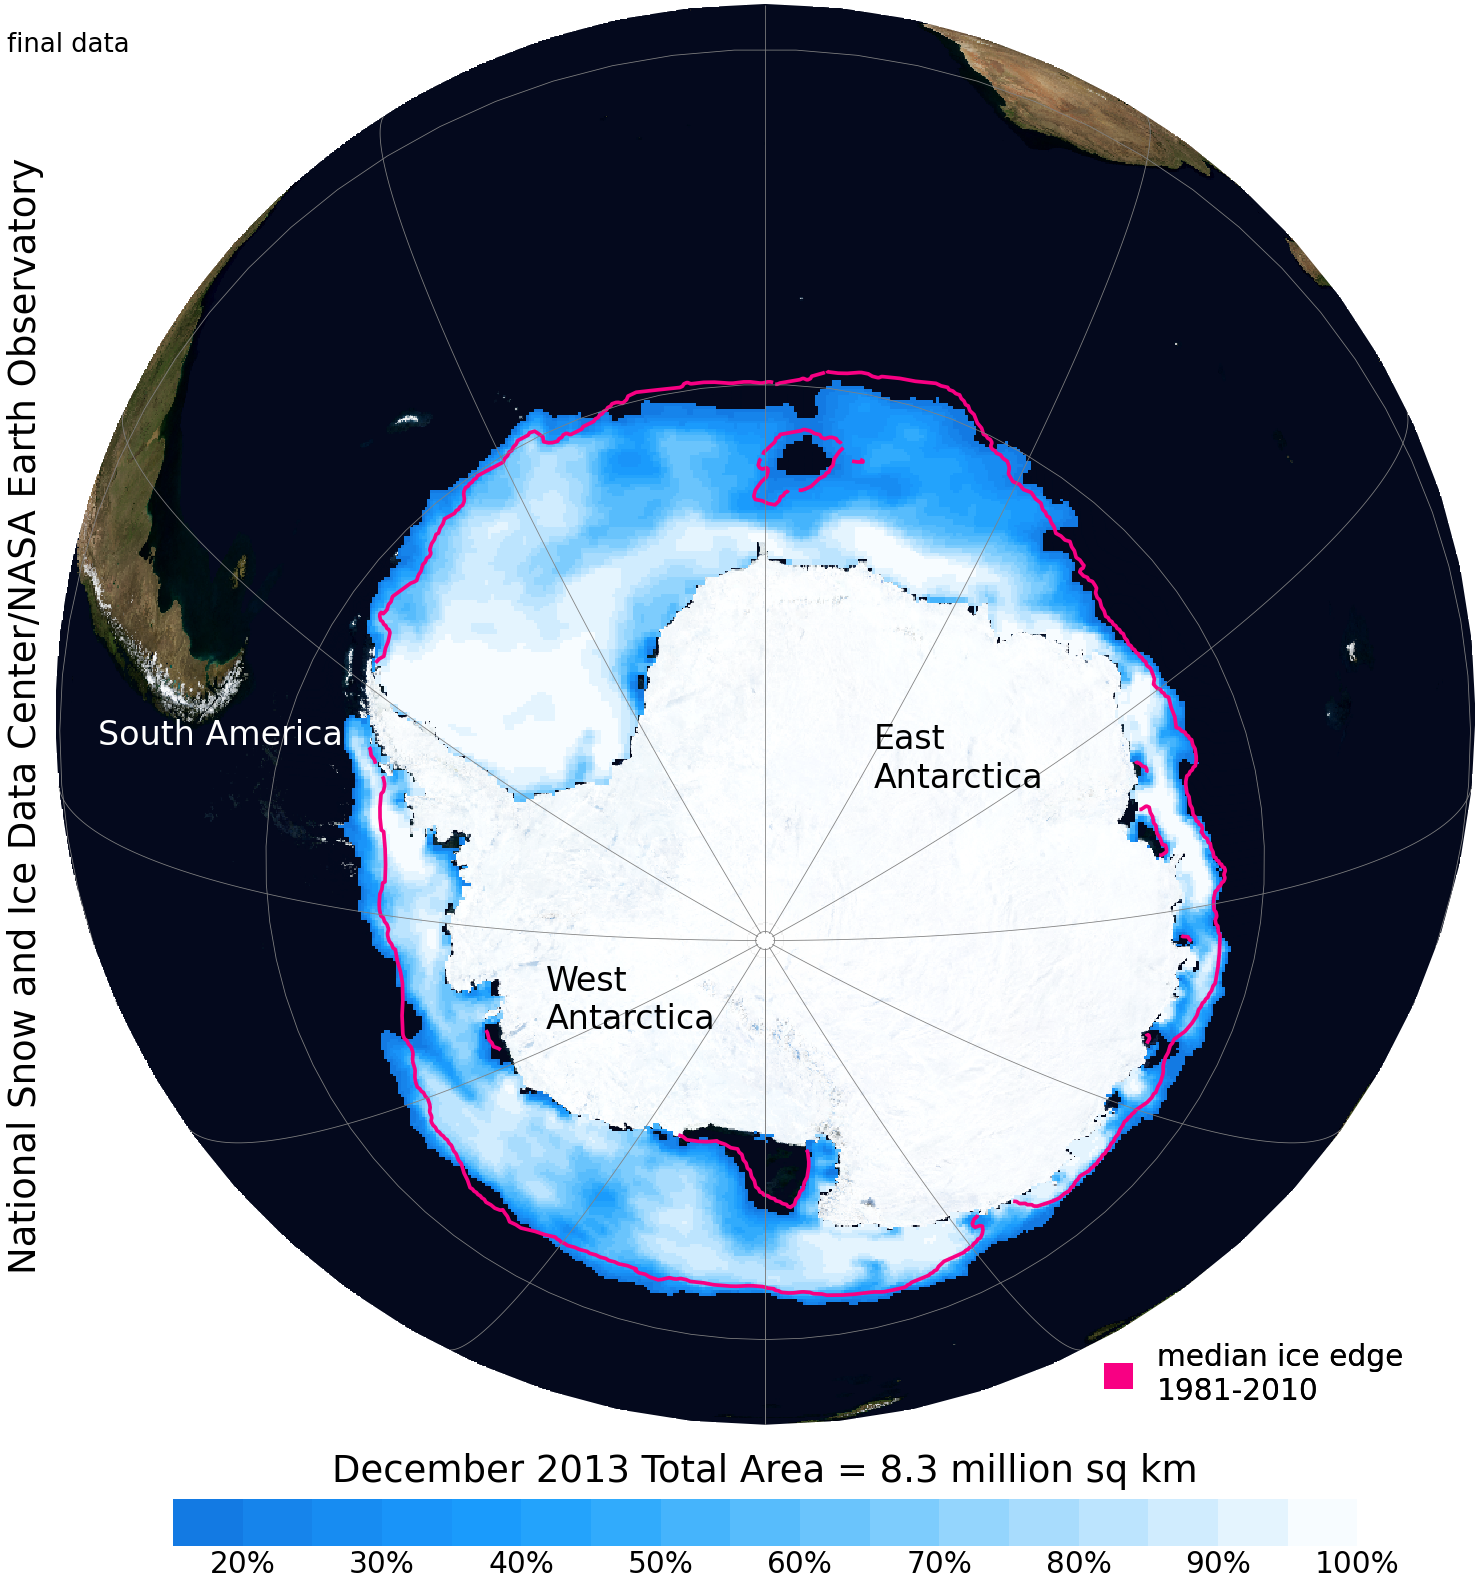 final data
National Snow and Ice Data Center/NASA Earth Observatory
South America
East
Antarctica
West
Antarctica
median ice edge
1981-2010
December 2013 Total Area = 8.3 million sq km
20% 30% 40% 50% 60% 70% 80% 90% 100%